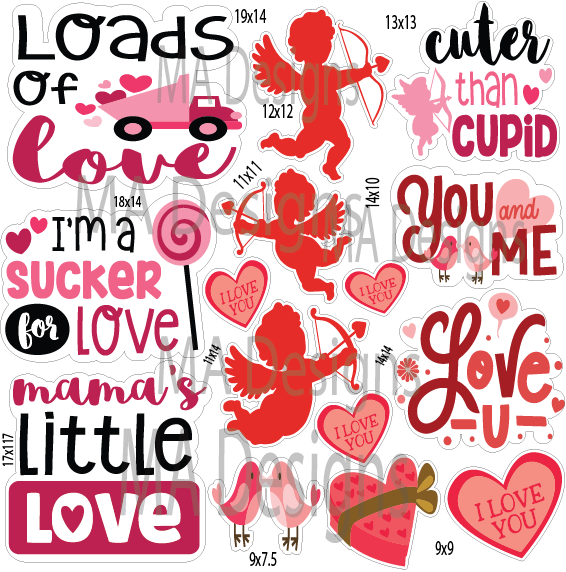 LOADS
OF
love
19x14
12x12
13x13
cuter
than
CUPID
18x14
I'm a
SUCKER
for LOVE
11x11
14x10
You and
ME
I LOVE
YOU
I LOVE
YOU
11x14
14x14
Love
-U-
I LOVE
YOU
17x117
mama's
little
LOVE
9x7.5
9x9
I LOVE
YOU
MA Designs
MA Designs
MA Designs
MA Designs
MA Designs